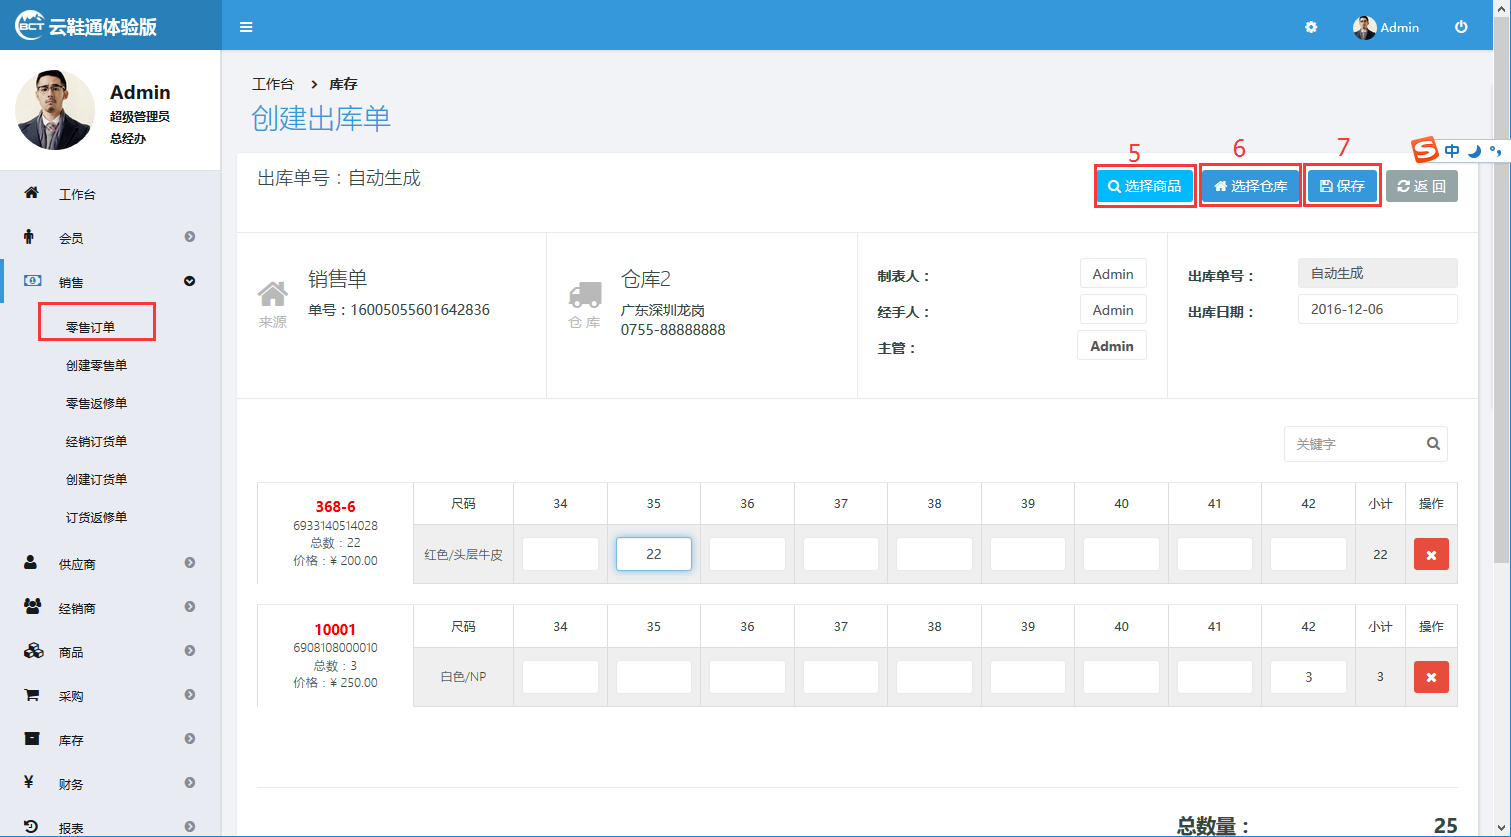 BCT 云鞋通体验版
Admin
Admin
超级管理员
总经办
工作台
会员
销售
零售订单
创建零售单
零售返修单
经销订货单
创建订货单
订货返修单
供应商
经销商
商品
采购
库存
财务
报表
工作台 > 库存
创建出库单
出库单号：自动生成
5 6 7
选择商品 选择仓库 保存 返 回
S 中
来源
销售单
单号：16005055601642836
仓 库
仓库2
广东深圳龙岗
0755-88888888
制表人： Admin
经手人： Admin
主管： Admin
出库单号： 自动生成
出库日期： 2016-12-06
关键字
368-6
6933140514028
总数：22
价格：¥ 200.00
尺码 34 35 36 37 38 39 40 41 42 小计 操作
红色/头层牛皮 22 22
10001
6908108000010
总数：3
价格：¥ 250.00
尺码 34 35 36 37 38 39 40 41 42 小计 操作
白色/NP 3 3
总数量： 25